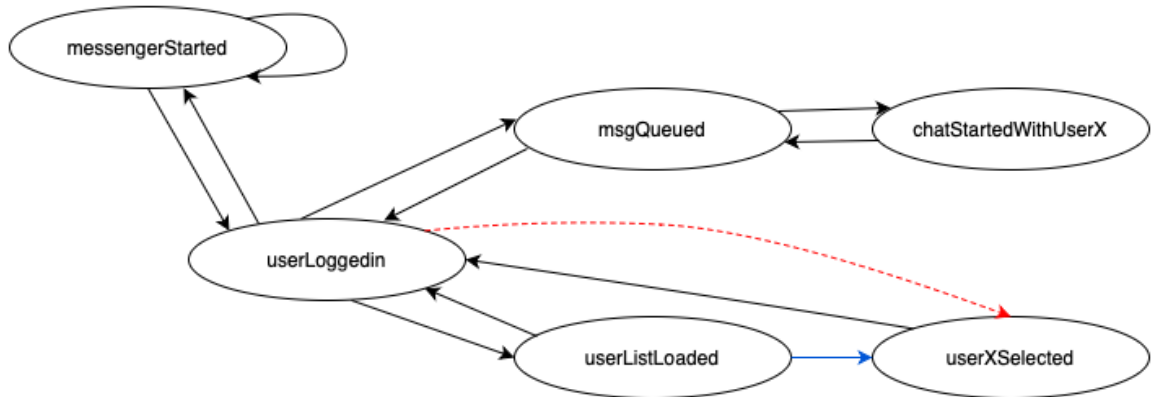 messengerStarted
msgQueued
chatStartedWithUserX
userLoggedin
userListLoaded
userXSelected